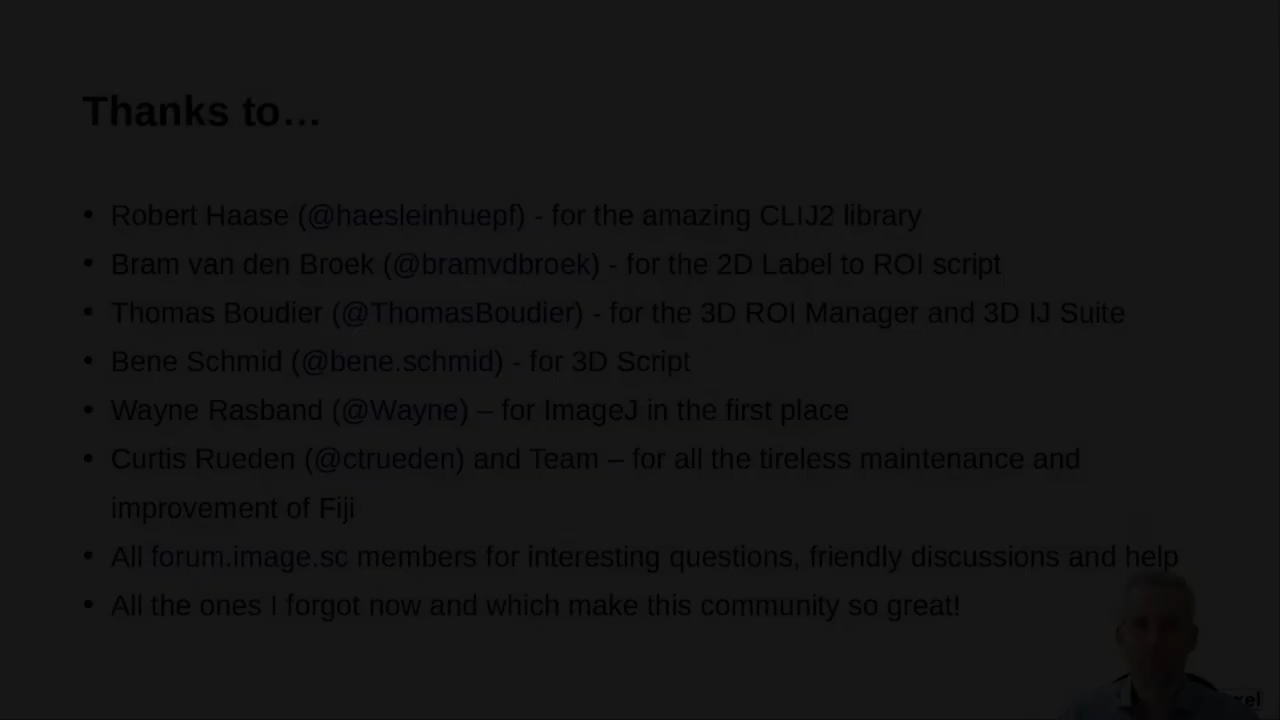 Thanks to…
• Robert Haase (@haesleinhuepf) - for the amazing CLIJ2 library
• Bram van den Broek (@bramvdbroek) - for the 2D Label to ROI script
• Thomas Boudier (@ThomasBoudier) - for the 3D ROI Manager and 3D IJ Suite
• Bene Schmid (@bene.schmid) - for 3D Script
• Wayne Rasband (@Wayne) – for ImageJ in the first place
• Curtis Rueden (@ctrueden) and Team – for all the tireless maintenance and
improvement of Fiji
• All forum.image.sc members for interesting questions, friendly discussions and help
• All the ones I forgot now and which make this community so great!